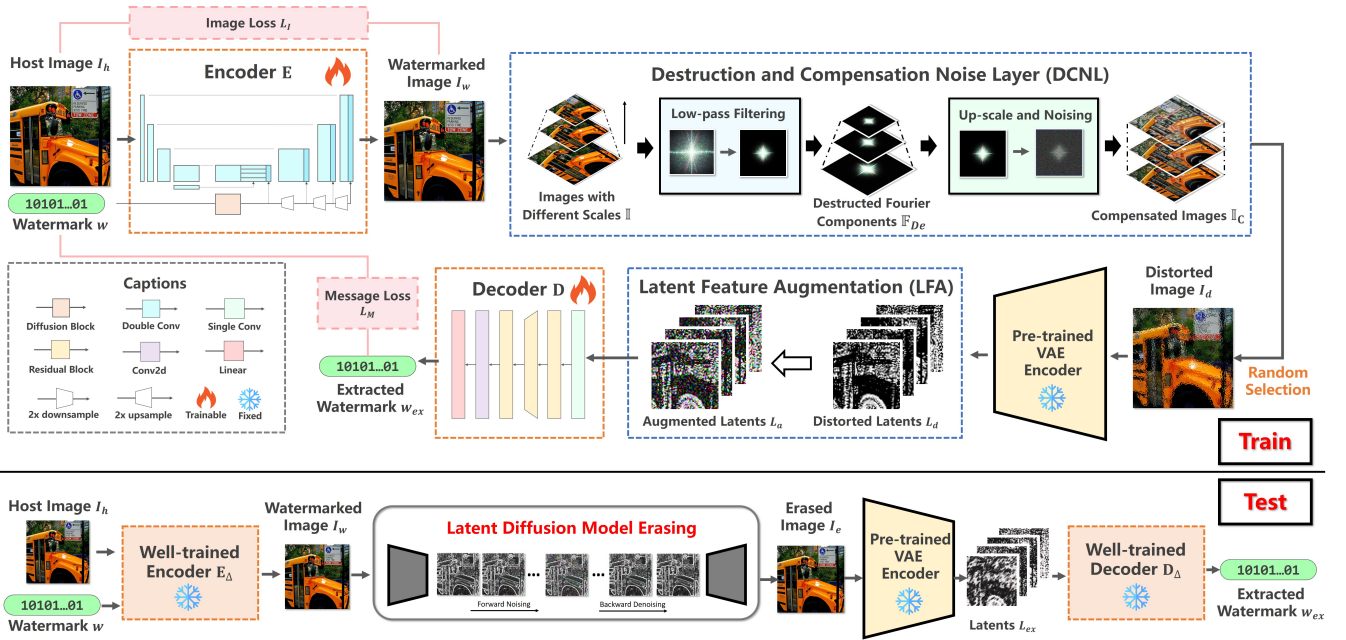 Image Loss L_I
Host Image I_h
Encoder E
Watermarked
Image I_w
Destruction and Compensation Noise Layer (DCNL)
Low-pass Filtering
Up-scale and Noising
10101...01
Watermark w
Images with
Different Scales 𝕀
Destructed Fourier
Components 𝔽_De
Compensated Images 𝕀_C
Captions
Diffusion Block
Double Conv
Single Conv
Residual Block
Conv2d
Linear
2x downsample
2x upsample
Trainable
Fixed
Message Loss
L_M
10101...01
Extracted
Watermark w_ex
Decoder D
Latent Feature Augmentation (LFA)
Augmented Latents L_a
Distorted Latents L_d
Pre-trained
VAE
Encoder
Distorted
Image I_d
Random
Selection
Train
Test
Host Image I_h
10101...01
Watermark w
Well-trained
Encoder E_Δ
Watermarked
Image I_w
Latent Diffusion Model Erasing
Forward Noising
Backward Denoising
Erased
Image I_e
Pre-trained
VAE
Encoder
Latents L_ex
Well-trained
Decoder D_Δ
10101...01
Extracted
Watermark w_ex